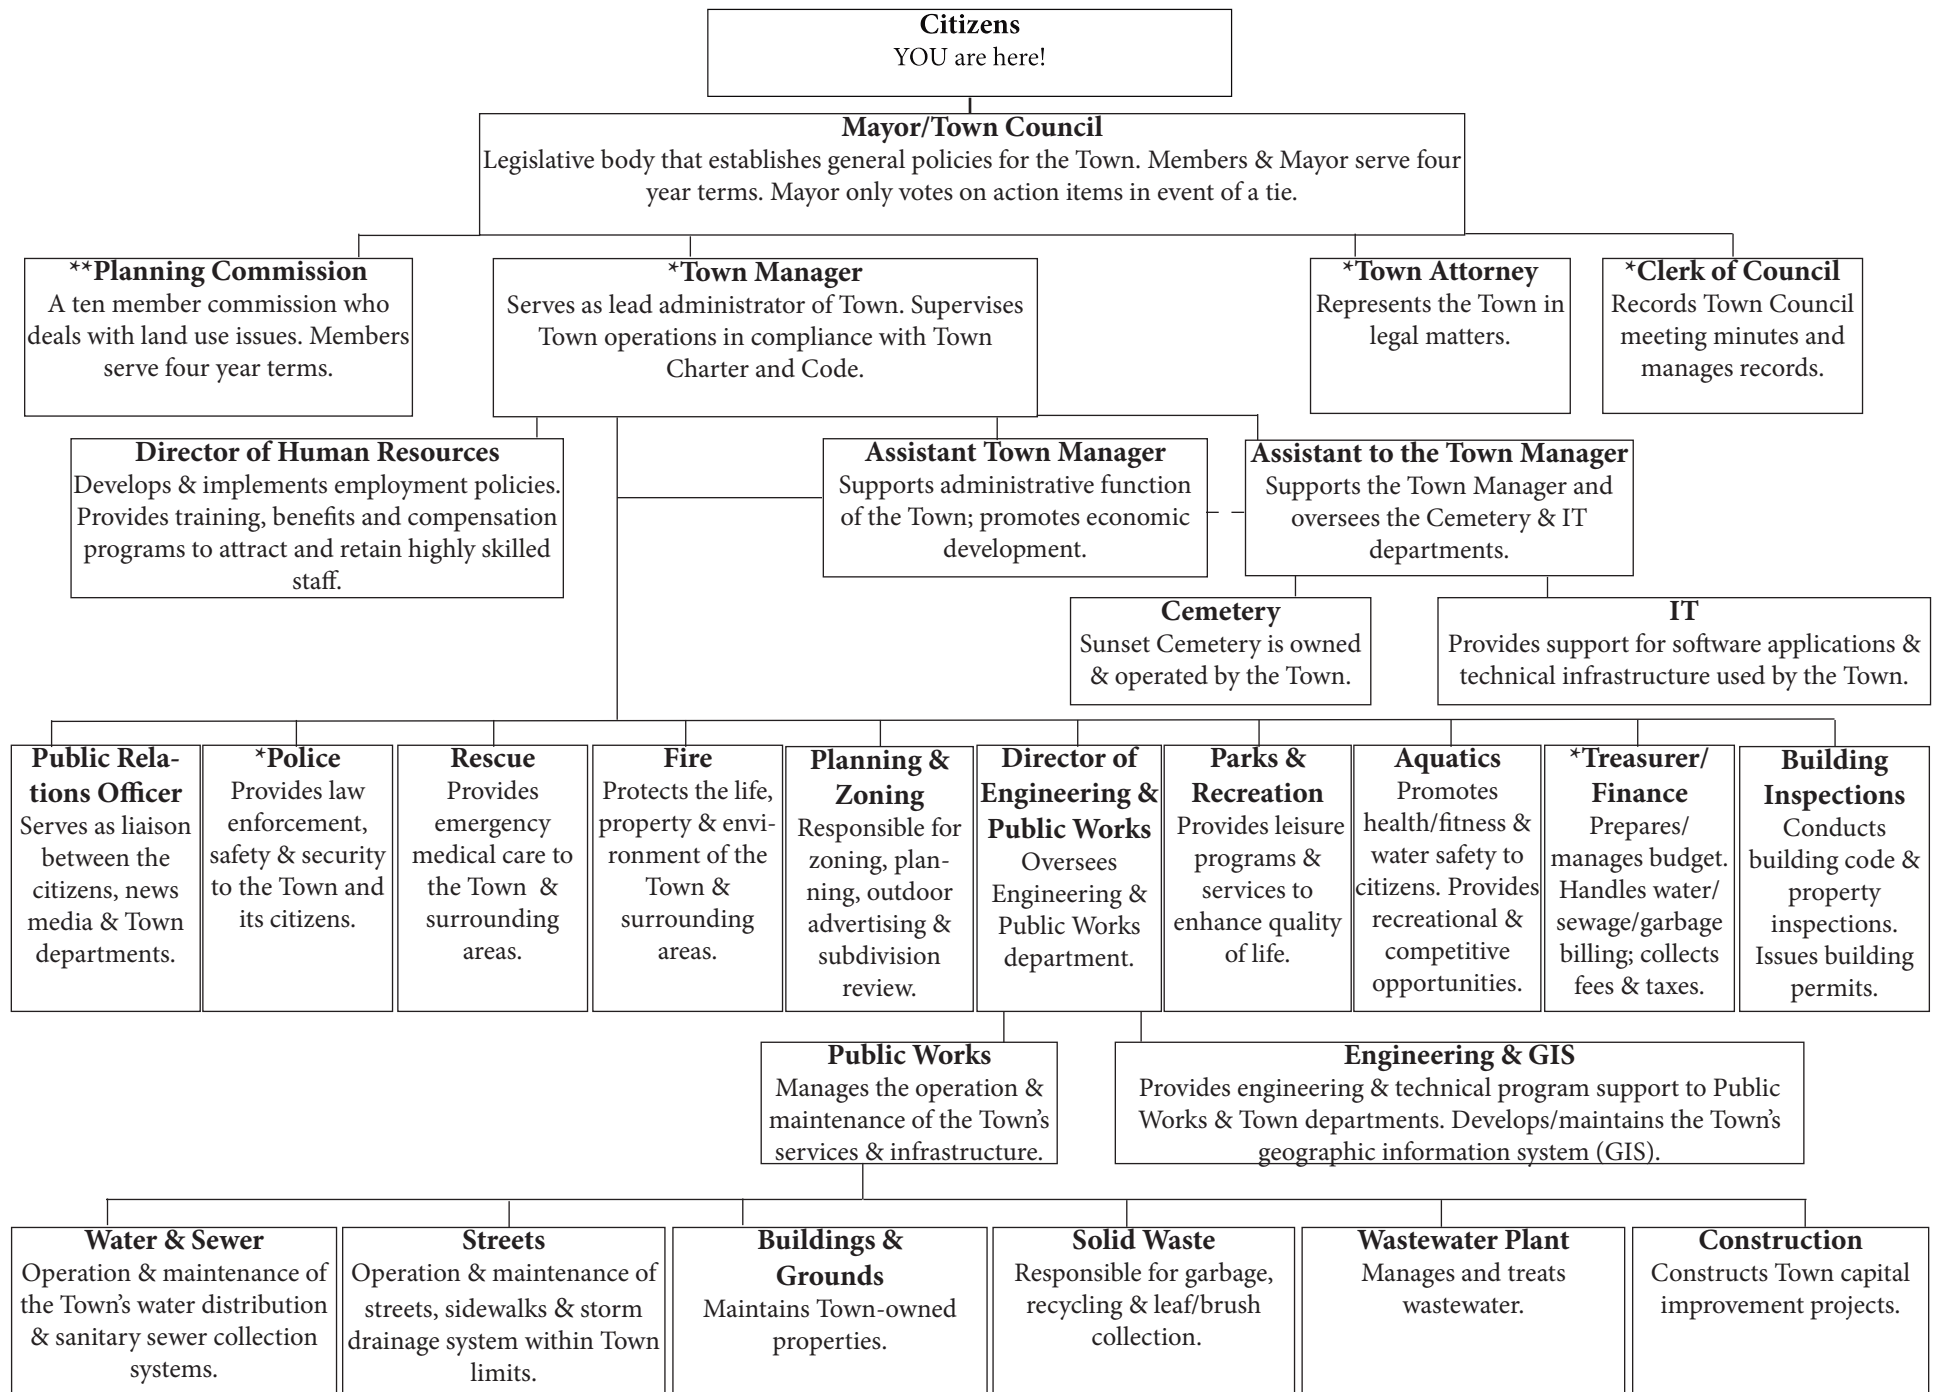 Citizens
YOU are here!
Mayor/Town Council
Legislative body that establishes general policies for the Town. Members & Mayor serve four
year terms. Mayor only votes on action items in event of a tie.
**Planning Commission
A ten member commission who
deals with land use issues. Members
serve four year terms.
*Town Manager
Serves as lead administrator of Town. Supervises
Town operations in compliance with Town
Charter and Code.
*Town Attorney
Represents the Town in
legal matters.
*Clerk of Council
Records Town Council
meeting minutes and
manages records.
Director of Human Resources
Develops & implements employment policies.
Provides training, benefits and compensation
programs to attract and retain highly skilled
staff.
Assistant Town Manager
Supports administrative function
of the Town; promotes economic
development.
Assistant to the Town Manager
Supports the Town Manager and
oversees the Cemetery & IT
departments.
Cemetery
Sunset Cemetery is owned
& operated by the Town.
IT
Provides support for software applications &
technical infrastructure used by the Town.
Public Rela-
tions Officer
Serves as liaison
between the
citizens, news
media & Town
departments.
*Police
Provides law
enforcement,
safety & security
to the Town and
its citizens.
Rescue
Provides
emergency
medical care to
the Town &
surrounding
areas.
Fire
Protects the life,
property & envi-
ronment of the
Town &
surrounding
areas.
Planning &
Zoning
Responsible for
zoning, plan-
ning, outdoor
advertising &
subdivision
review.
Director of
Engineering &
Public Works
Oversees
Engineering &
Public Works
department.
Parks &
Recreation
Provides leisure
programs &
services to
enhance quality
of life.
Aquatics
Promotes
health/fitness &
water safety to
citizens. Provides
recreational &
competitive
opportunities.
*Treasurer/
Finance
Prepares/
manages budget.
Handles water/
sewage/garbage
billing; collects
fees & taxes.
Building
Inspections
Conducts
building code &
property
inspections.
Issues building
permits.
Public Works
Manages the operation &
maintenance of the Town's
services & infrastructure.
Engineering & GIS
Provides engineering & technical program support to Public
Works & Town departments. Develops/maintains the Town's
geographic information system (GIS).
Water & Sewer
Operation & maintenance of
the Town's water distribution
& sanitary sewer collection
systems.
Streets
Operation & maintenance of
streets, sidewalks & storm
drainage system within Town
limits.
Buildings &
Grounds
Maintains Town-owned
properties.
Solid Waste
Responsible for garbage,
recycling & leaf/brush
collection.
Wastewater Plant
Manages and treats
wastewater.
Construction
Constructs Town capital
improvement projects.